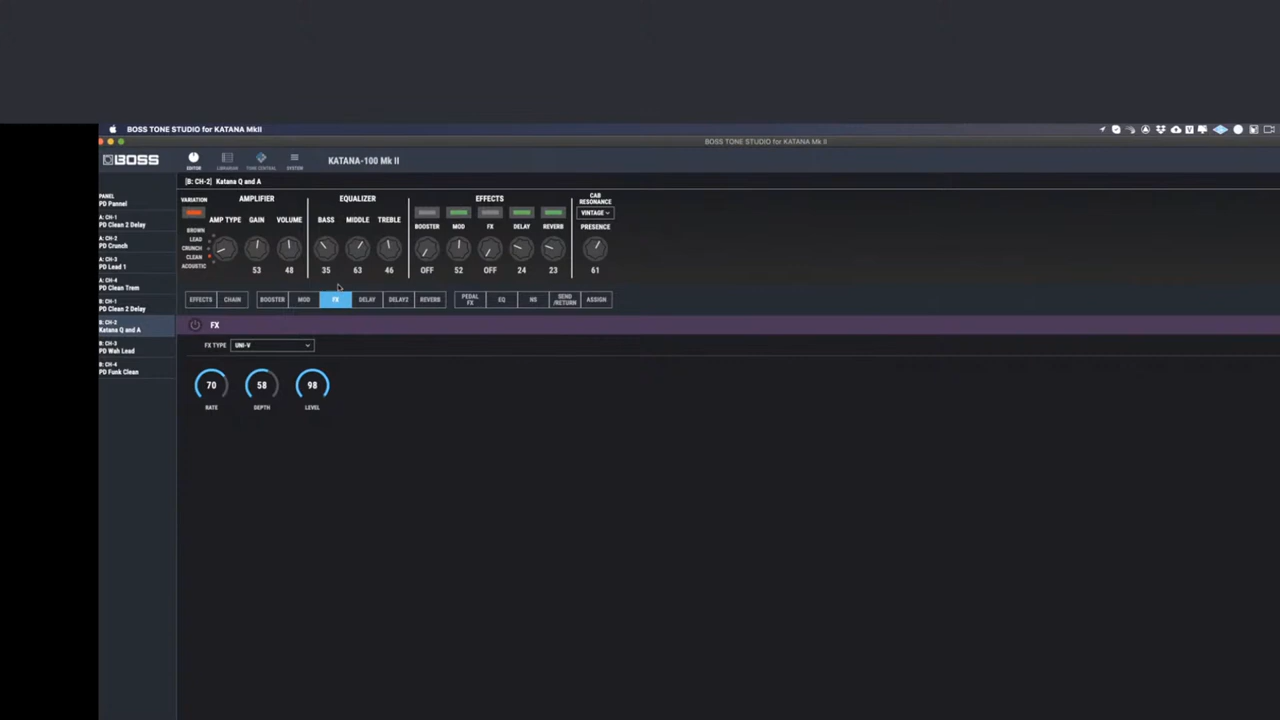 BOSS TONE STUDIO for KATANA MkII
BOSS TONE STUDIO for KATANA Mk II
BOSS
EDITOR
LIBRARIAN
TONE CENTRAL
SYSTEM
KATANA-100 Mk II
[B: CH-2] Katana Q and A
PANEL
PD Pannel
A: CH-1
PD Clean 2 Delay
A: CH-2
PD Crunch
A: CH-3
PD Lead 1
A: CH-4
PD Clean Trem
B: CH-1
PD Clean 2 Delay
B: CH-2
Katana Q and A
B: CH-3
PD Wah Lead
B: CH-4
PD Funk Clean
VARIATION
BROWN
LEAD
CRUNCH
CLEAN
ACOUSTIC
AMPLIFIER
AMP TYPE GAIN VOLUME
53 48
EQUALIZER
BASS MIDDLE TREBLE
35 63 46
EFFECTS
BOOSTER MOD FX DELAY REVERB
OFF 52 OFF 24 23
CAB
RESONANCE
VINTAGE
PRESENCE
61
EFFECTS CHAIN BOOSTER MOD FX DELAY DELAY2 REVERB PEDAL FX EQ NS SEND /RETURN ASSIGN
FX
FX TYPE UNI-V
70 58 98
RATE DEPTH LEVEL